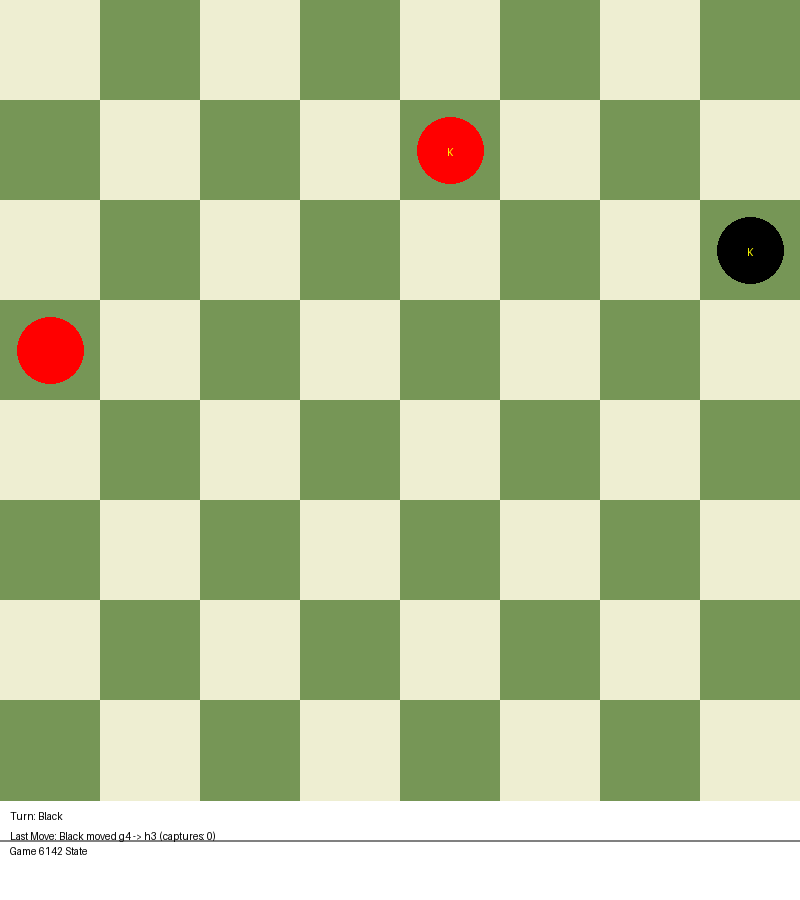 K
K
Turn: Black
Last Move: Black moved g4 -> h3 (captures: 0)
Game 6142 State